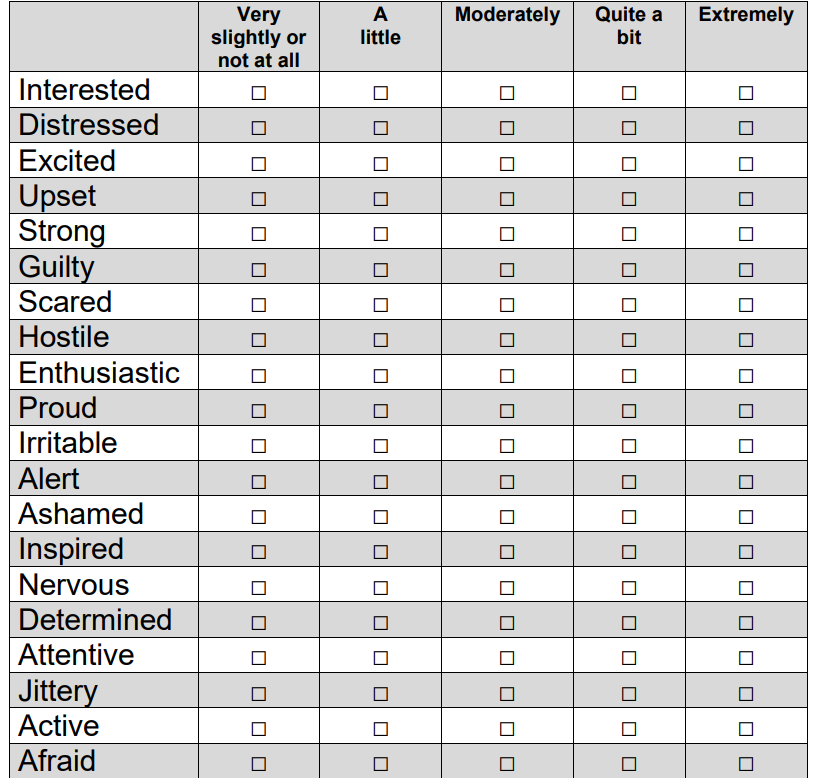 Very slightly or not at all A little Moderately Quite a bit Extremely
Interested ☐ ☐ ☐ ☐ ☐
Distressed ☐ ☐ ☐ ☐ ☐
Excited ☐ ☐ ☐ ☐ ☐
Upset ☐ ☐ ☐ ☐ ☐
Strong ☐ ☐ ☐ ☐ ☐
Guilty ☐ ☐ ☐ ☐ ☐
Scared ☐ ☐ ☐ ☐ ☐
Hostile ☐ ☐ ☐ ☐ ☐
Enthusiastic ☐ ☐ ☐ ☐ ☐
Proud ☐ ☐ ☐ ☐ ☐
Irritable ☐ ☐ ☐ ☐ ☐
Alert ☐ ☐ ☐ ☐ ☐
Ashamed ☐ ☐ ☐ ☐ ☐
Inspired ☐ ☐ ☐ ☐ ☐
Nervous ☐ ☐ ☐ ☐ ☐
Determined ☐ ☐ ☐ ☐ ☐
Attentive ☐ ☐ ☐ ☐ ☐
Jittery ☐ ☐ ☐ ☐ ☐
Active ☐ ☐ ☐ ☐ ☐
Afraid ☐ ☐ ☐ ☐ ☐